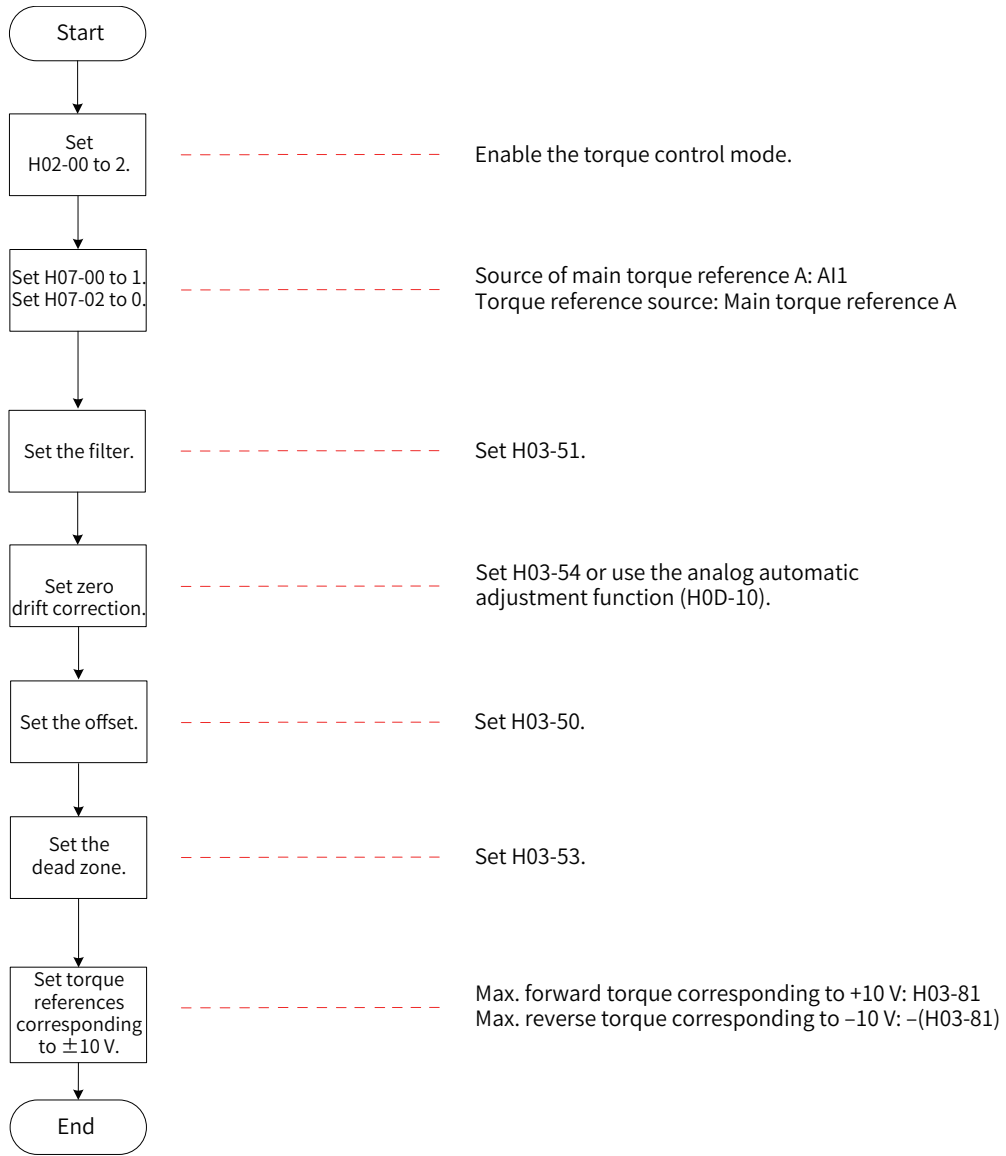 Start
Set
H02-00 to 2.
Enable the torque control mode.
Set H07-00 to 1.
Set H07-02 to 0.
Source of main torque reference A: AI1
Torque reference source: Main torque reference A
Set the filter.
Set H03-51.
Set zero
drift correction.
Set H03-54 or use the analog automatic
adjustment function (H0D-10).
Set the offset.
Set H03-50.
Set the
dead zone.
Set H03-53.
Set torque
references
corresponding
to ±10 V.
Max. forward torque corresponding to +10 V: H03-81
Max. reverse torque corresponding to –10 V: –(H03-81)
End